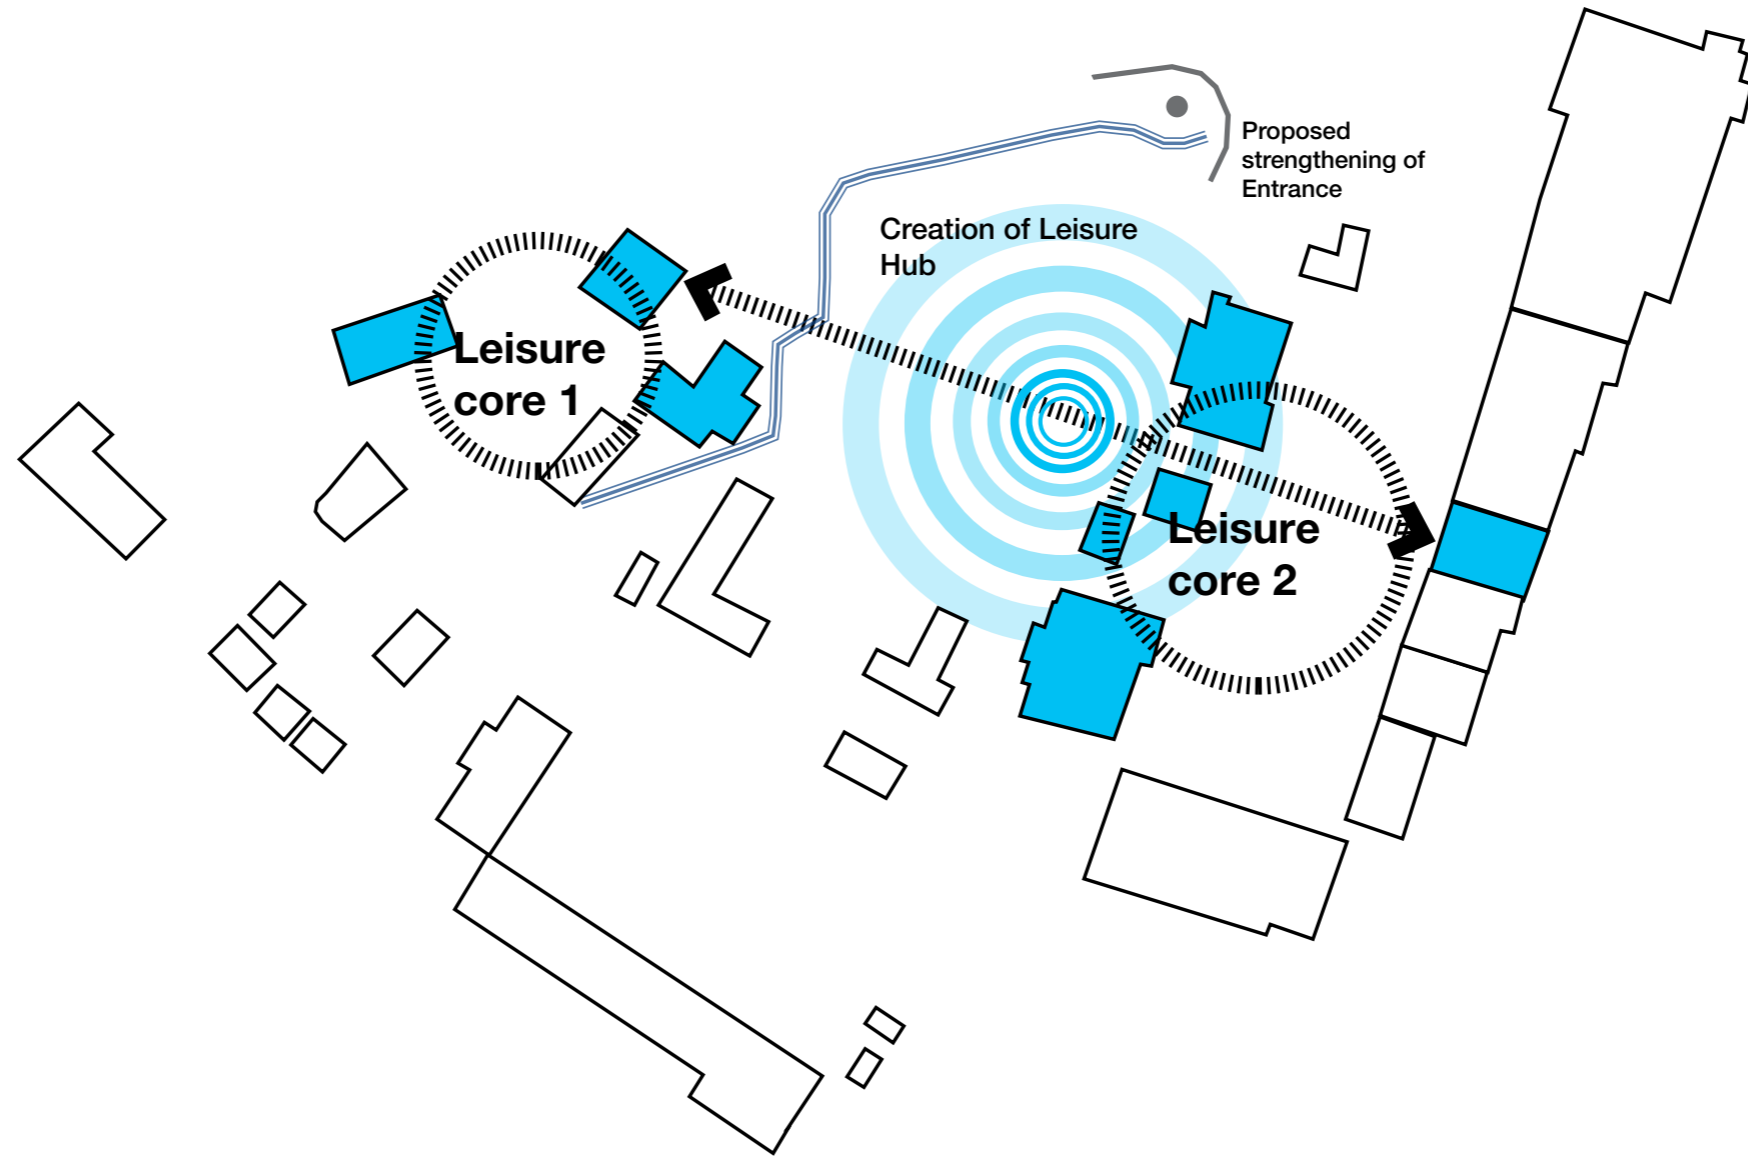 Proposed
strengthening of
Entrance
Creation of Leisure
Hub
Leisure
core 1
Leisure
core 2